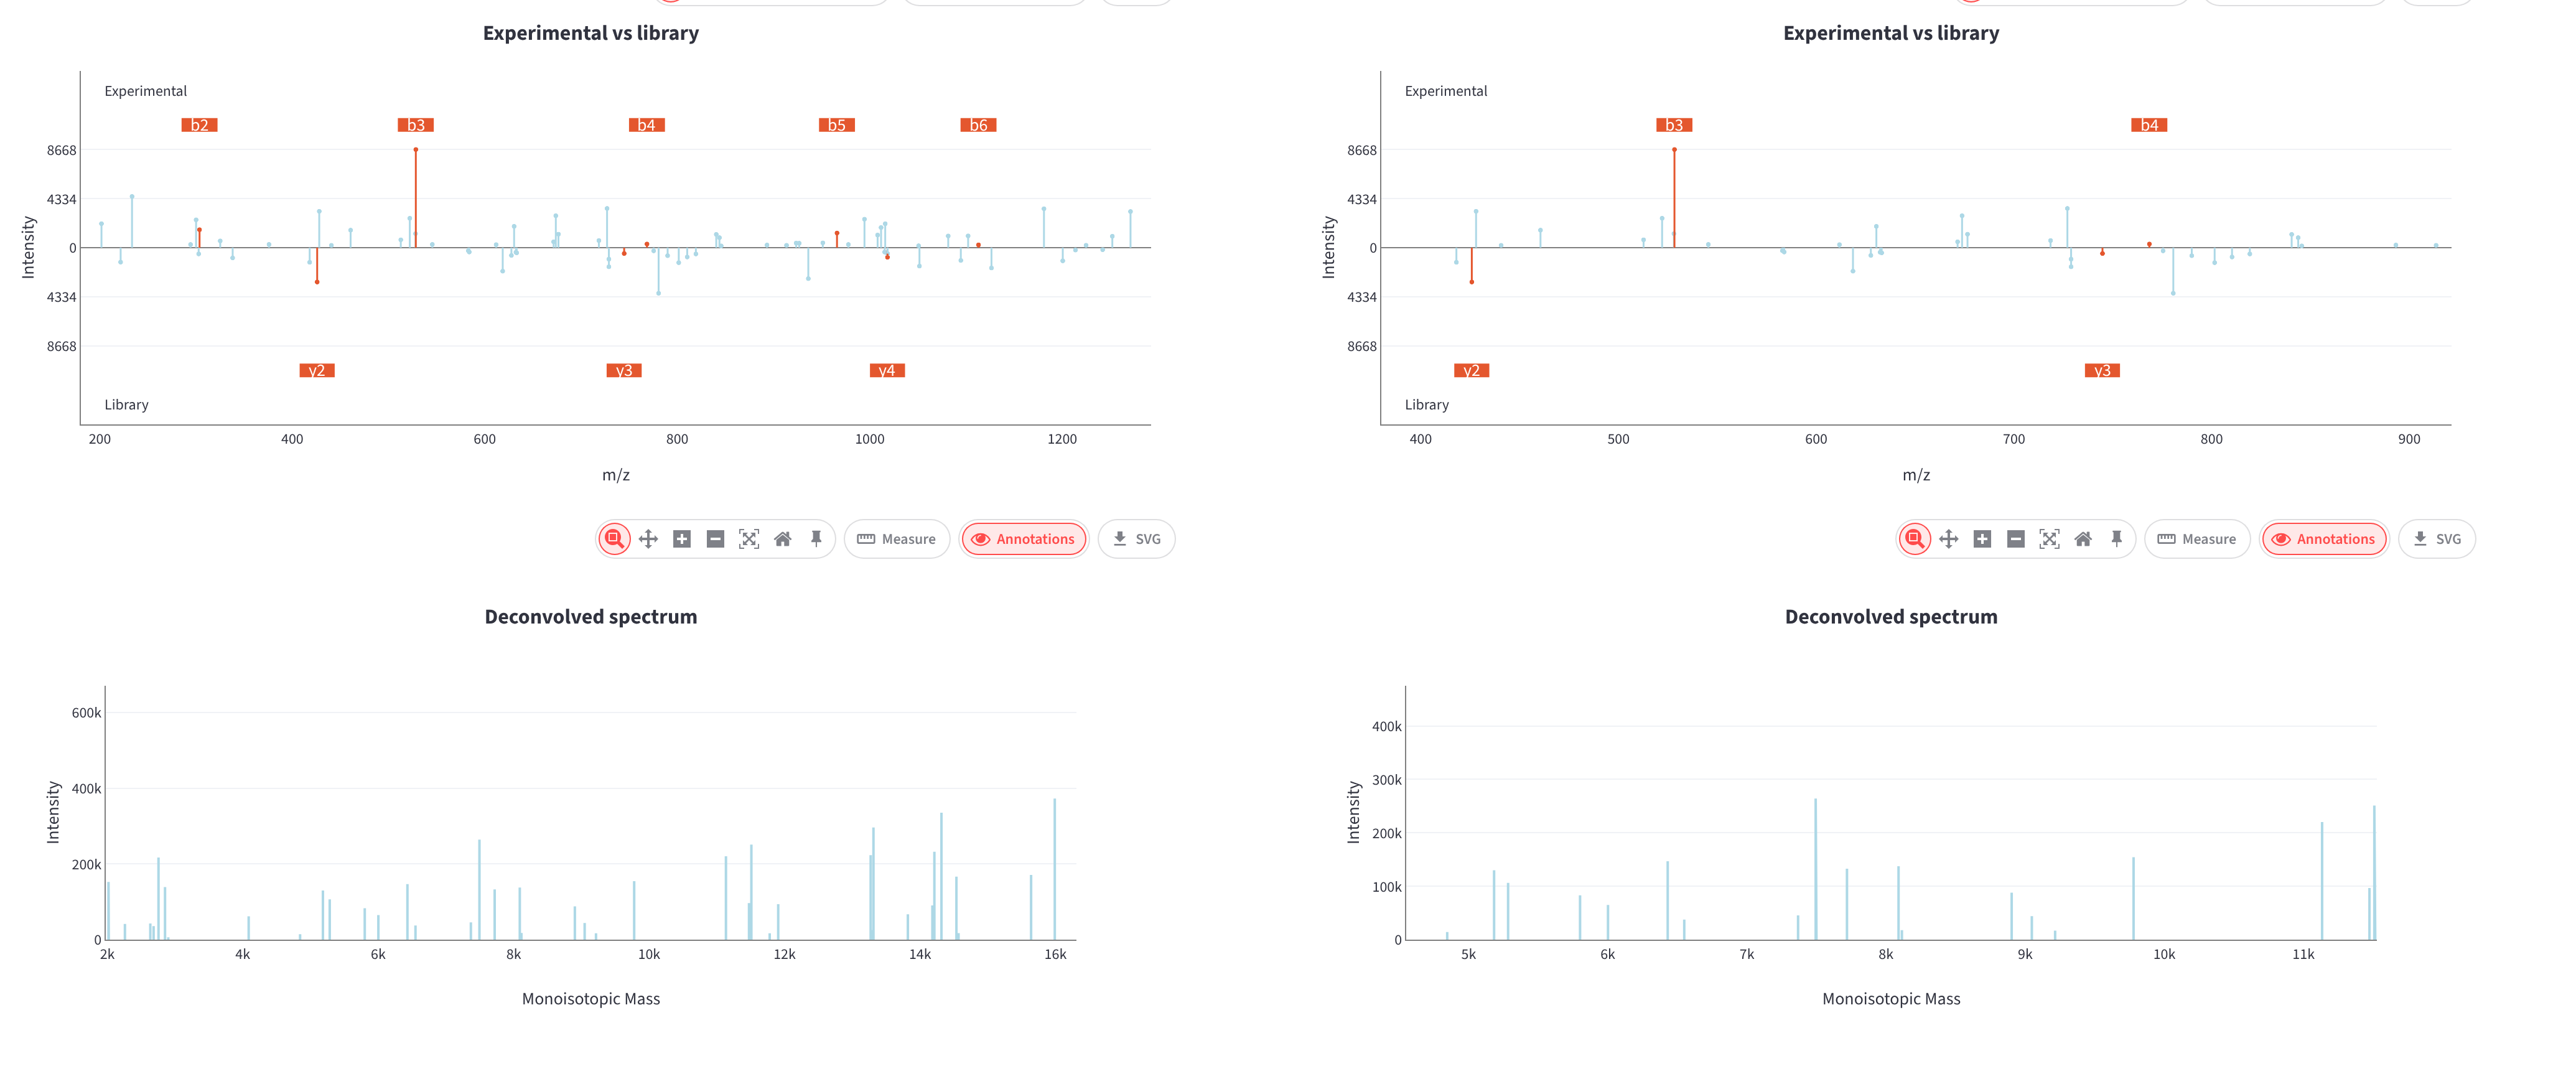 Experimental vs library
Experimental
b2 b3 b4 b5 b6
8668
4334
0
4334
8668
Intensity
y2 y3 y4
Library
200 400 600 800 1000 1200
m/z
Measure Annotations SVG
Deconvolved spectrum
600k
400k
200k
0
Intensity
2k 4k 6k 8k 10k 12k 14k 16k
Monoisotopic Mass
Experimental vs library
Experimental
b3 b4
8668
4334
0
4334
8668
Intensity
y2 y3
Library
400 500 600 700 800 900
m/z
Measure Annotations SVG
Deconvolved spectrum
400k
300k
200k
100k
0
Intensity
5k 6k 7k 8k 9k 10k 11k
Monoisotopic Mass